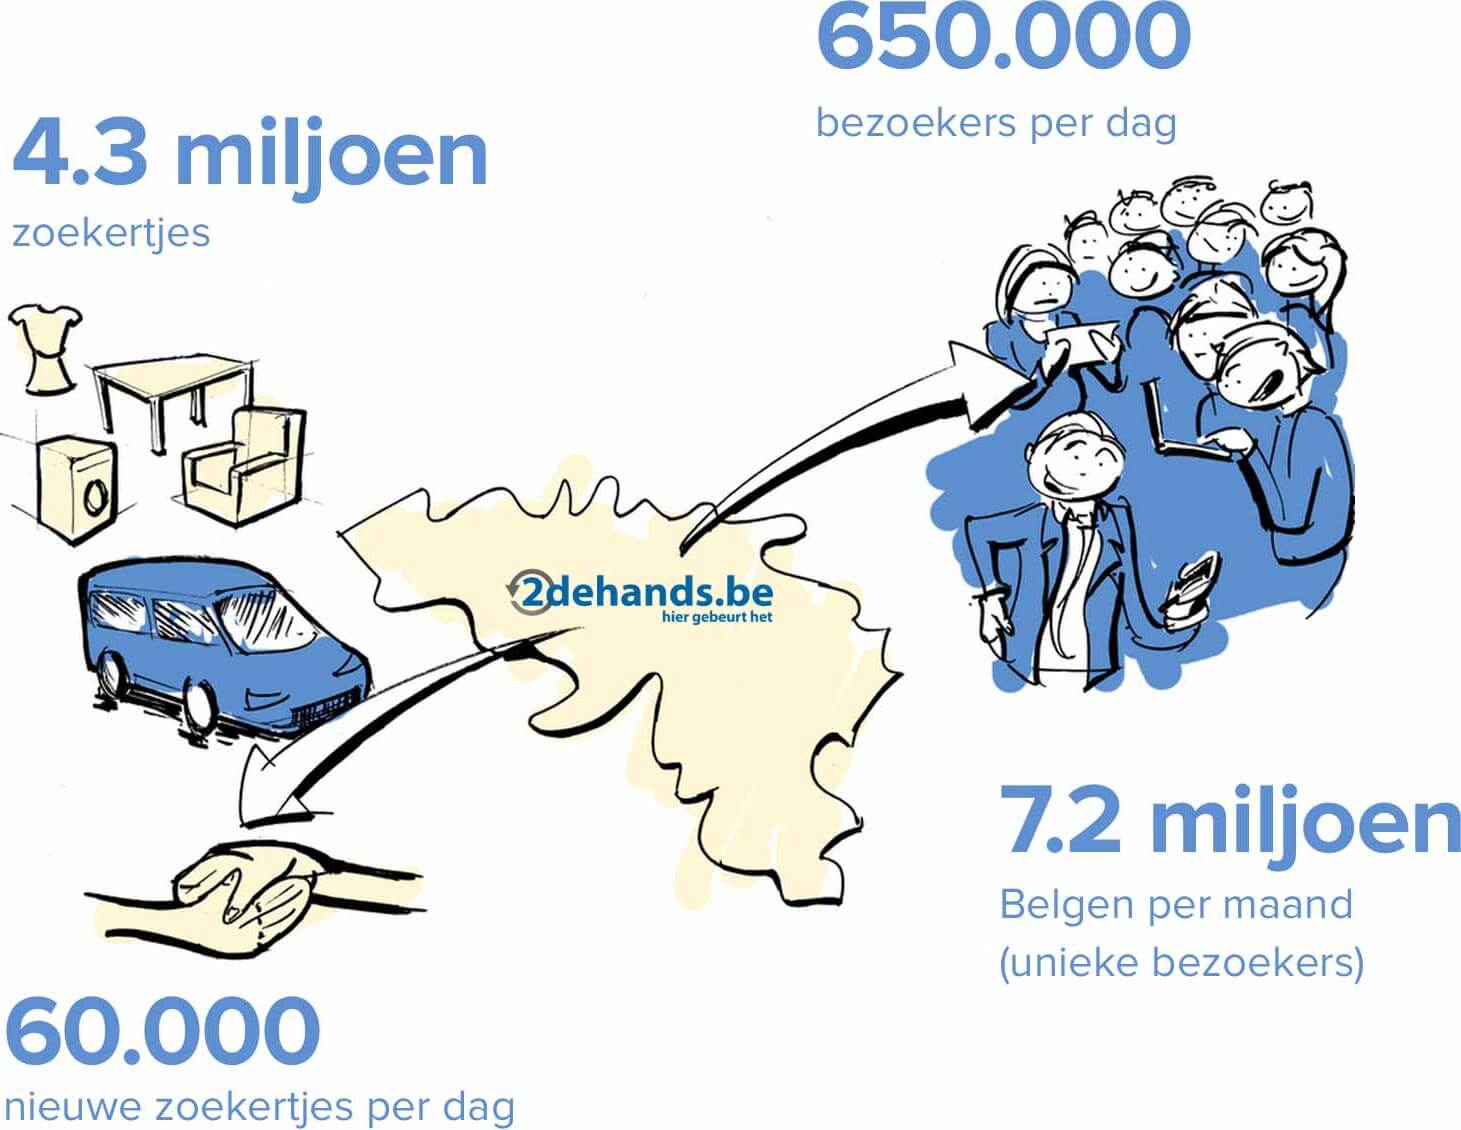 650.000
bezoekers per dag
4.3 miljoen
zoekertjes
2dehands.be
hier gebeurt het
7.2 miljoen
Belgen per maand
(unieke bezoekers)
60.000
nieuwe zoekertjes per dag